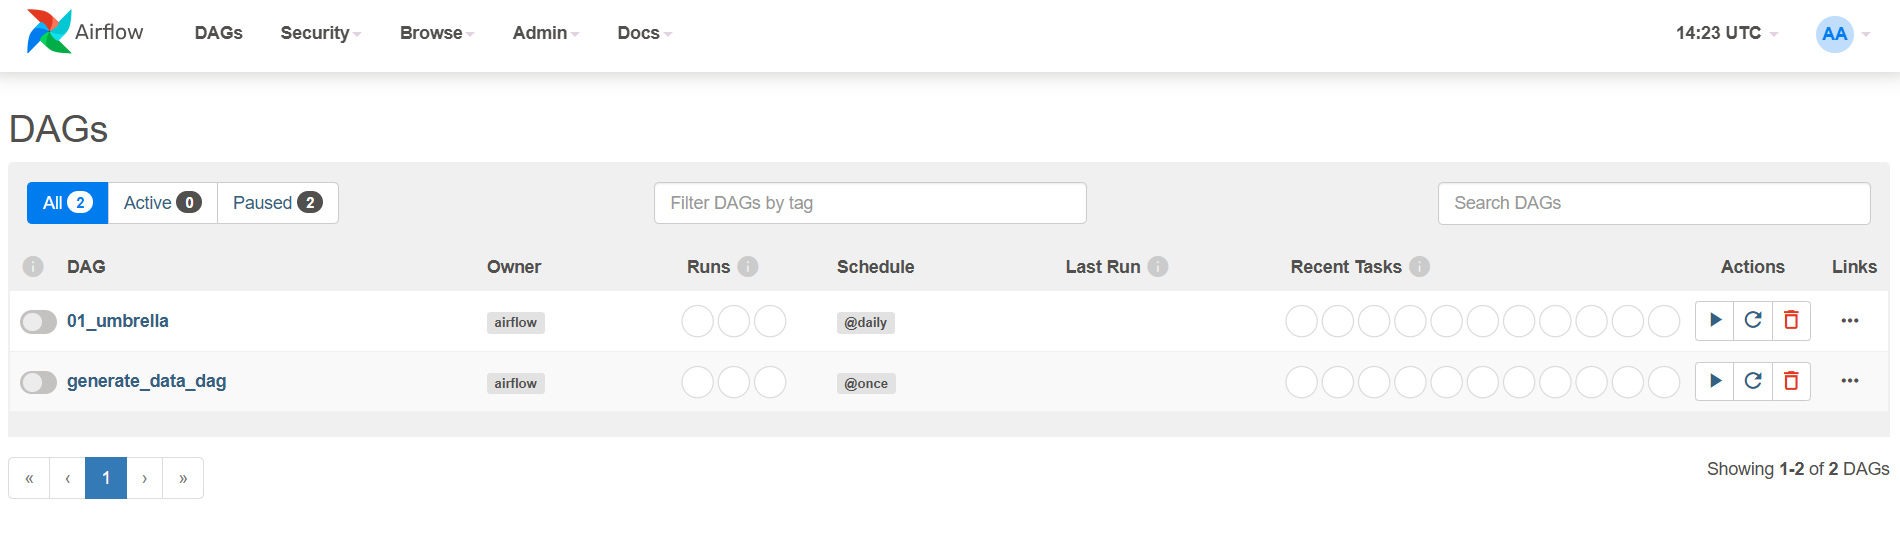 Airflow DAGs Security Browse Admin Docs 14:23 UTC AA
DAGs
All 2 Active 0 Paused 2 Filter DAGs by tag Search DAGs
i DAG Owner Runs i Schedule Last Run i Recent Tasks i Actions Links
01_umbrella airflow @daily
generate_data_dag airflow @once
« ‹ 1 › » Showing 1-2 of 2 DAGs